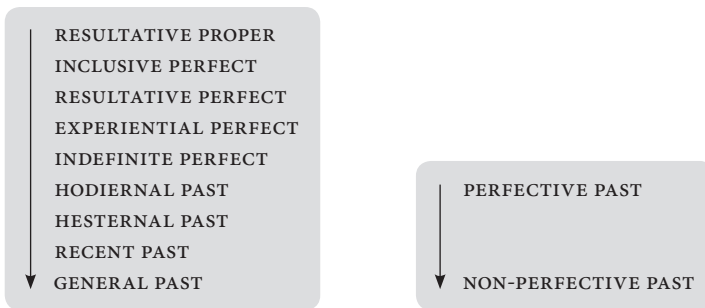 RESULTATIVE PROPER
INCLUSIVE PERFECT
RESULTATIVE PERFECT
EXPERIENTIAL PERFECT
INDEFINITE PERFECT
HODIERNAL PAST
HESTERNAL PAST
RECENT PAST
GENERAL PAST
PERFECTIVE PAST
NON-PERFECTIVE PAST